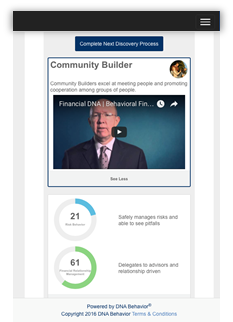 Complete Next Discovery Process
Community Builder
Community Builders excel at meeting people and promoting
cooperation among groups of people.
Financial DNA | Behavioral Fin...
See Less
21
Risk Behavior
Safely manages risks and
able to see pitfalls
61
Financial Relationship
Management
Delegates to advisors and
relationship driven
Powered by DNA Behavior®
Copyright 2016 DNA Behavior Terms & Conditions